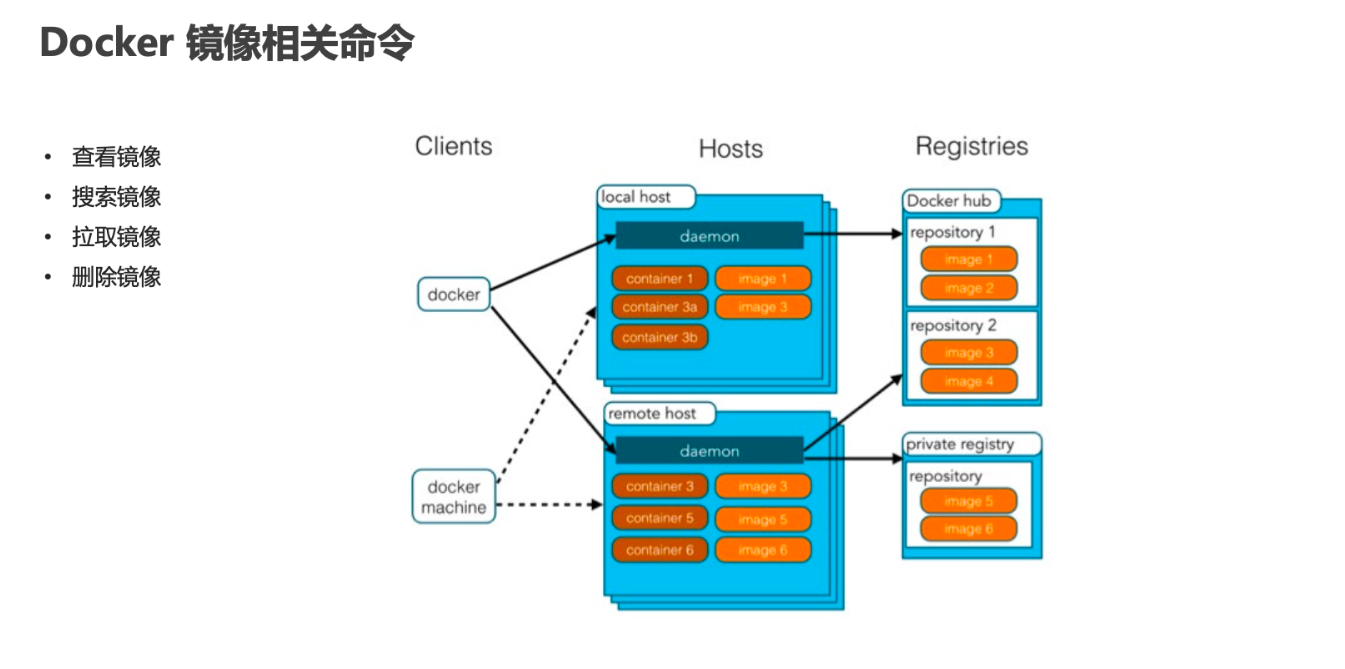 Docker 镜像相关命令
• 查看镜像
• 搜索镜像
• 拉取镜像
• 删除镜像
Clients
Hosts
Registries
docker
docker
machine
local host
daemon
container 1
image 1
container 3a
image 3
container 3b
remote host
daemon
container 3
image 3
container 5
image 5
container 6
image 6
Docker hub
repository 1
image 1
image 2
repository 2
image 3
image 4
private registry
repository
image 5
image 6